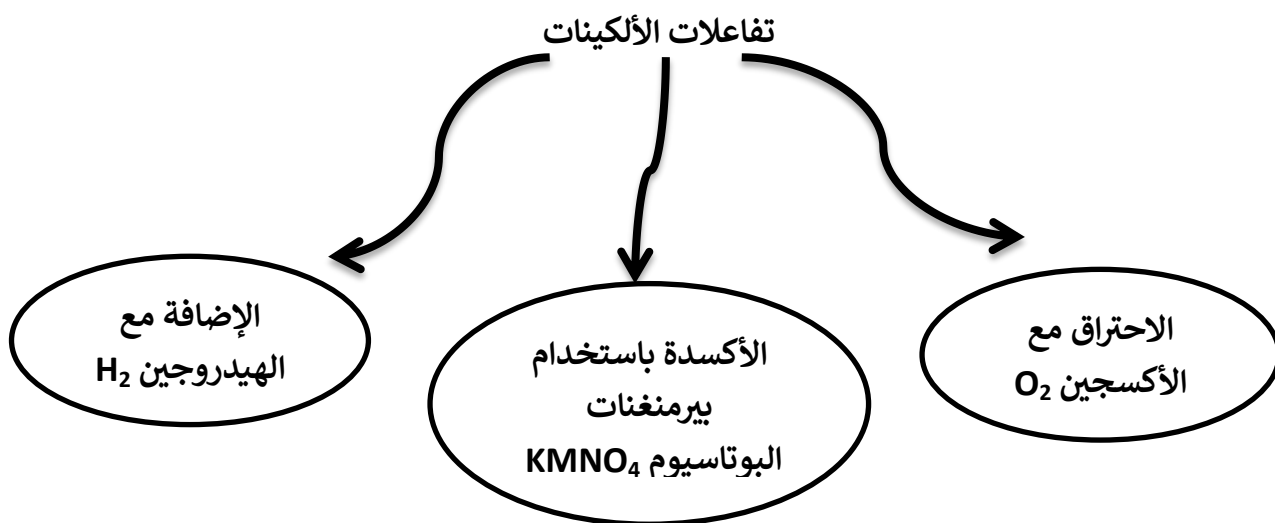 تفاعلات الألكينات
الاحتراق مع
الأكسجين O₂
الأكسدة باستخدام
بيرمنغنات
البوتاسيوم KMNO₄
الإضافة مع
الهيدروجين H₂